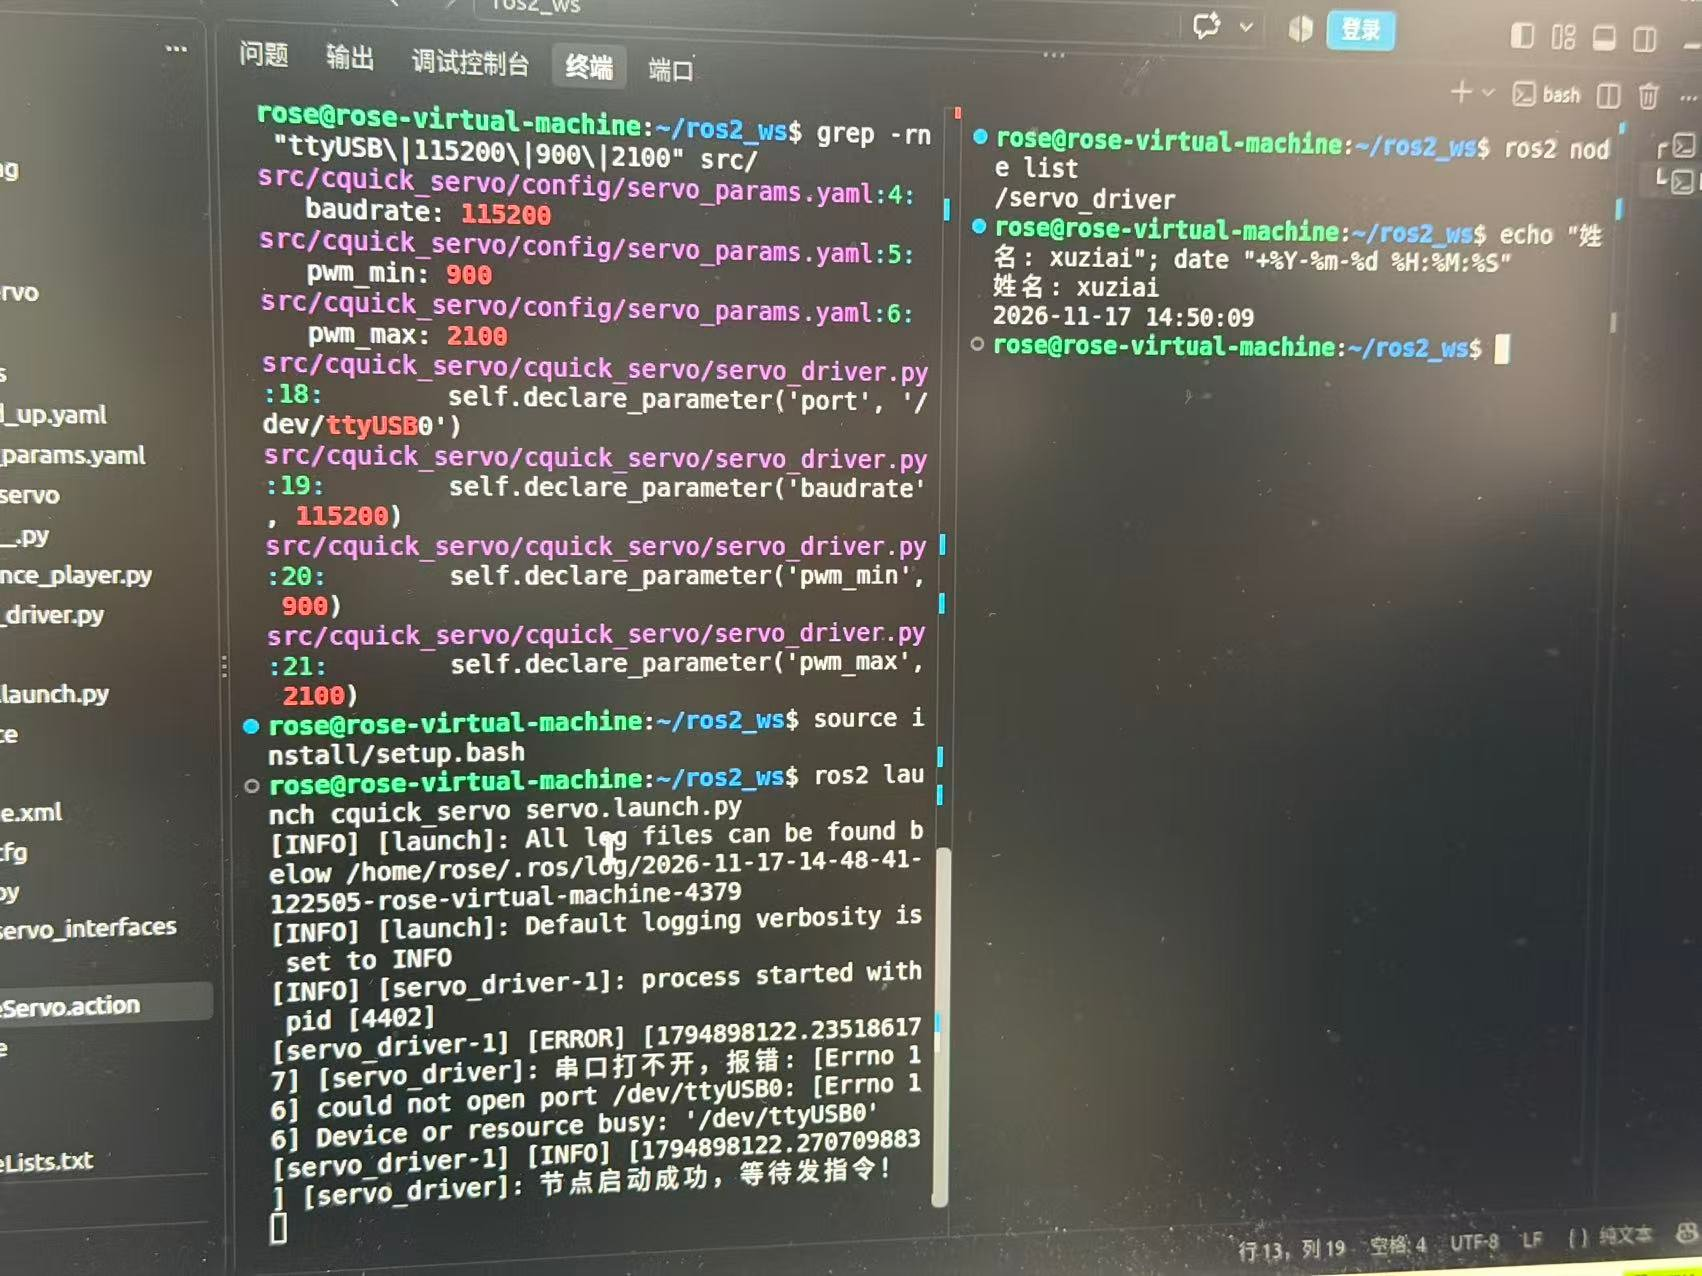 ros2_ws
登录
问题 输出 调试控制台 终端 端口
bash
rose@rose-virtual-machine:~/ros2_ws$ grep -rn
"ttyUSB\|115200\|900\|2100" src/
src/cquick_servo/config/servo_params.yaml:4:
baudrate: 115200
src/cquick_servo/config/servo_params.yaml:5:
pwm_min: 900
src/cquick_servo/config/servo_params.yaml:6:
pwm_max: 2100
src/cquick_servo/cquick_servo/servo_driver.py
:18: self.declare_parameter('port', '/
dev/ttyUSB0')
src/cquick_servo/cquick_servo/servo_driver.py
:19: self.declare_parameter('baudrate'
, 115200)
src/cquick_servo/cquick_servo/servo_driver.py
:20: self.declare_parameter('pwm_min',
900)
src/cquick_servo/cquick_servo/servo_driver.py
:21: self.declare_parameter('pwm_max',
2100)
rose@rose-virtual-machine:~/ros2_ws$ source i
nstall/setup.bash
rose@rose-virtual-machine:~/ros2_ws$ ros2 lau
nch cquick_servo servo.launch.py
[INFO] [launch]: All log files can be found b
elow /home/rose/.ros/log/2026-11-17-14-48-41-
122505-rose-virtual-machine-4379
[INFO] [launch]: Default logging verbosity is
set to INFO
[INFO] [servo_driver-1]: process started with
pid [4402]
[servo_driver-1] [ERROR] [1794898122.23518617
7] [servo_driver]: 串口打不开，报错: [Errno 1
6] could not open port /dev/ttyUSB0: [Errno 1
6] Device or resource busy: '/dev/ttyUSB0'
[servo_driver-1] [INFO] [1794898122.270709883
] [servo_driver]: 节点启动成功，等待发指令！
rose@rose-virtual-machine:~/ros2_ws$ ros2 nod
e list
/servo_driver
rose@rose-virtual-machine:~/ros2_ws$ echo "姓
名: xuziai"; date "+%Y-%m-%d %H:%M:%S"
姓名: xuziai
2026-11-17 14:50:09
rose@rose-virtual-machine:~/ros2_ws$
ag
rvo
s
d_up.yaml
params.yaml
servo
__.py
nce_player.py
_driver.py
launch.py
ce
e.xml
cfg
py
servo_interfaces
eServo.action
e
eLists.txt
行 13, 列 19 空格: 4 UTF-8 LF {} 纯文本